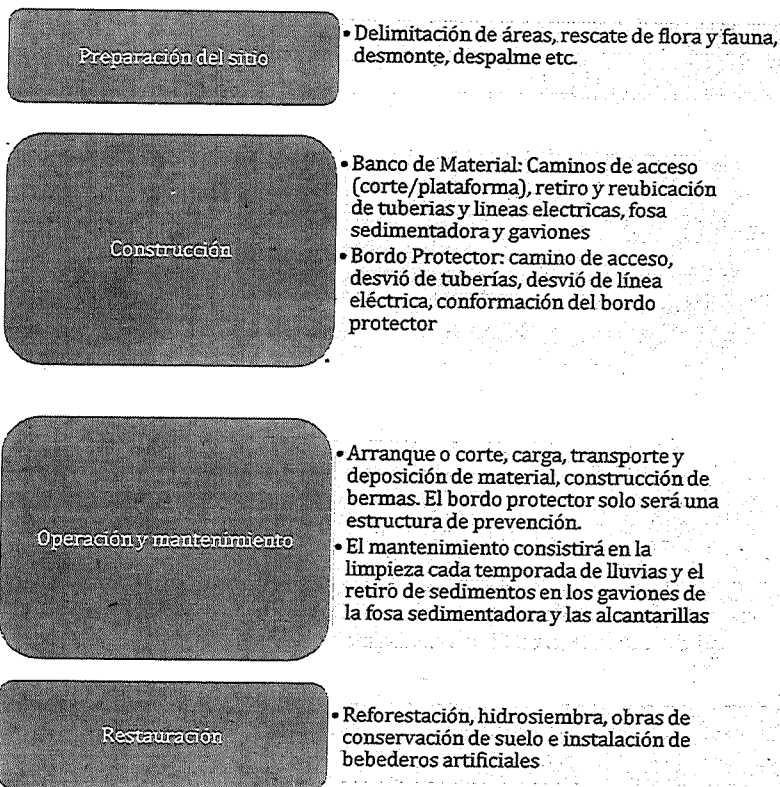 Preparación del sitio
• Delimitación de áreas, rescate de flora y fauna,
desmonte, despalme etc.
Construcción
• Banco de Material: Caminos de acceso
(corte/plataforma), retiro y reubicación
de tuberias y lineas electricas, fosa
sedimentadora y gaviones
• Bordo Protector: camino de acceso,
desvió de tuberías, desvió de línea
eléctrica, conformación del bordo
protector
Operación y mantenimiento
• Arranque o corte, carga, transporte y
deposición de material, construcción de
bermas. El bordo protector solo será una
estructura de prevención.
• El mantenimiento consistirá en la
limpieza cada temporada de lluvias y el
retiro de sedimentos en los gaviones de
la fosa sedimentadora y las alcantarillas
Restauración
• Reforestación, hidrosiembra, obras de
conservación de suelo e instalación de
bebederos artificiales